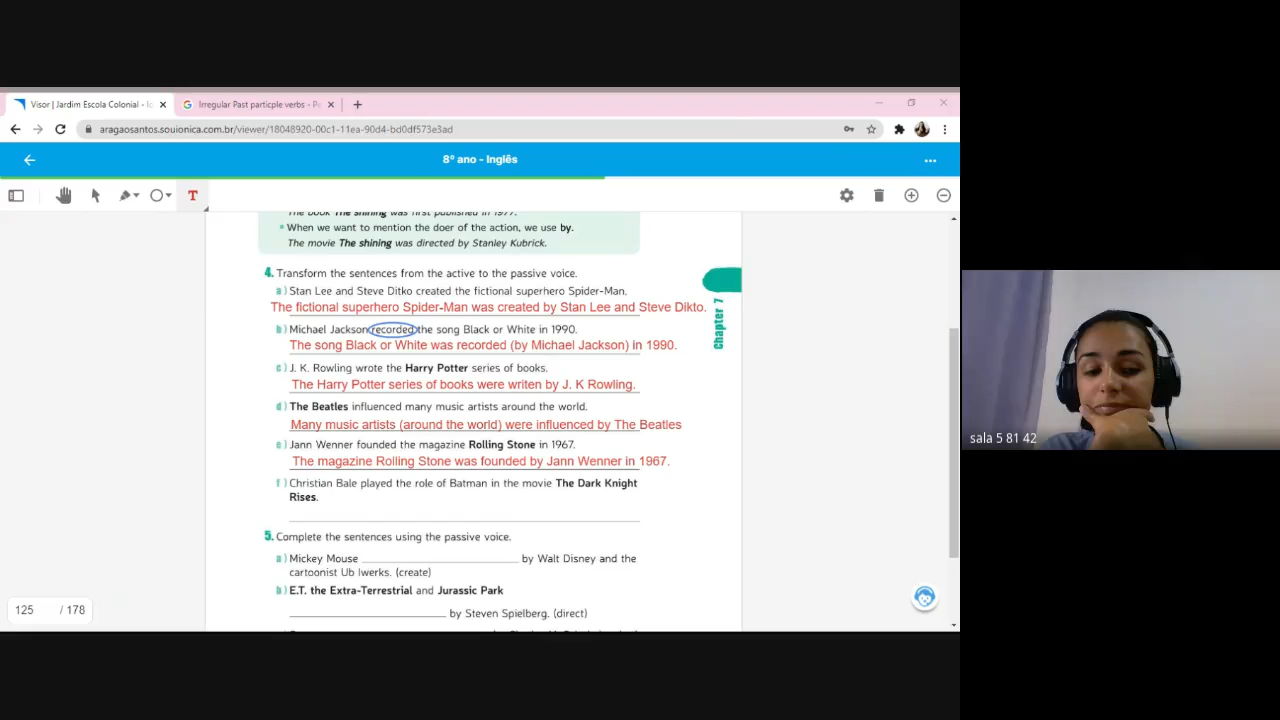 Visor | Jardim Escola Colonial - Io
Irregular Past particple verbs - P
aragaosantos.souionica.com.br/viewer/18048920-00c1-11ea-90d4-bd0df573e3ad
8º ano - Inglês
T
The book The shining was first published in 1977.
When we want to mention the doer of the action, we use by.
The movie The shining was directed by Stanley Kubrick.
4. Transform the sentences from the active to the passive voice.
a) Stan Lee and Steve Ditko created the fictional superhero Spider-Man.
The fictional superhero Spider-Man was created by Stan Lee and Steve Dikto.
b) Michael Jackson recorded the song Black or White in 1990.
The song Black or White was recorded (by Michael Jackson) in 1990.
c) J. K. Rowling wrote the Harry Potter series of books.
The Harry Potter series of books were writen by J. K Rowling.
d) The Beatles influenced many music artists around the world.
Many music artists (around the world) were influenced by The Beatles
e) Jann Wenner founded the magazine Rolling Stone in 1967.
The magazine Rolling Stone was founded by Jann Wenner in 1967.
f) Christian Bale played the role of Batman in the movie The Dark Knight
Rises.
5. Complete the sentences using the passive voice.
a) Mickey Mouse by Walt Disney and the
cartoonist Ub Iwerks. (create)
b) E.T. the Extra-Terrestrial and Jurassic Park
by Steven Spielberg. (direct)
Chapter 7
125 / 178
sala 5 81 42